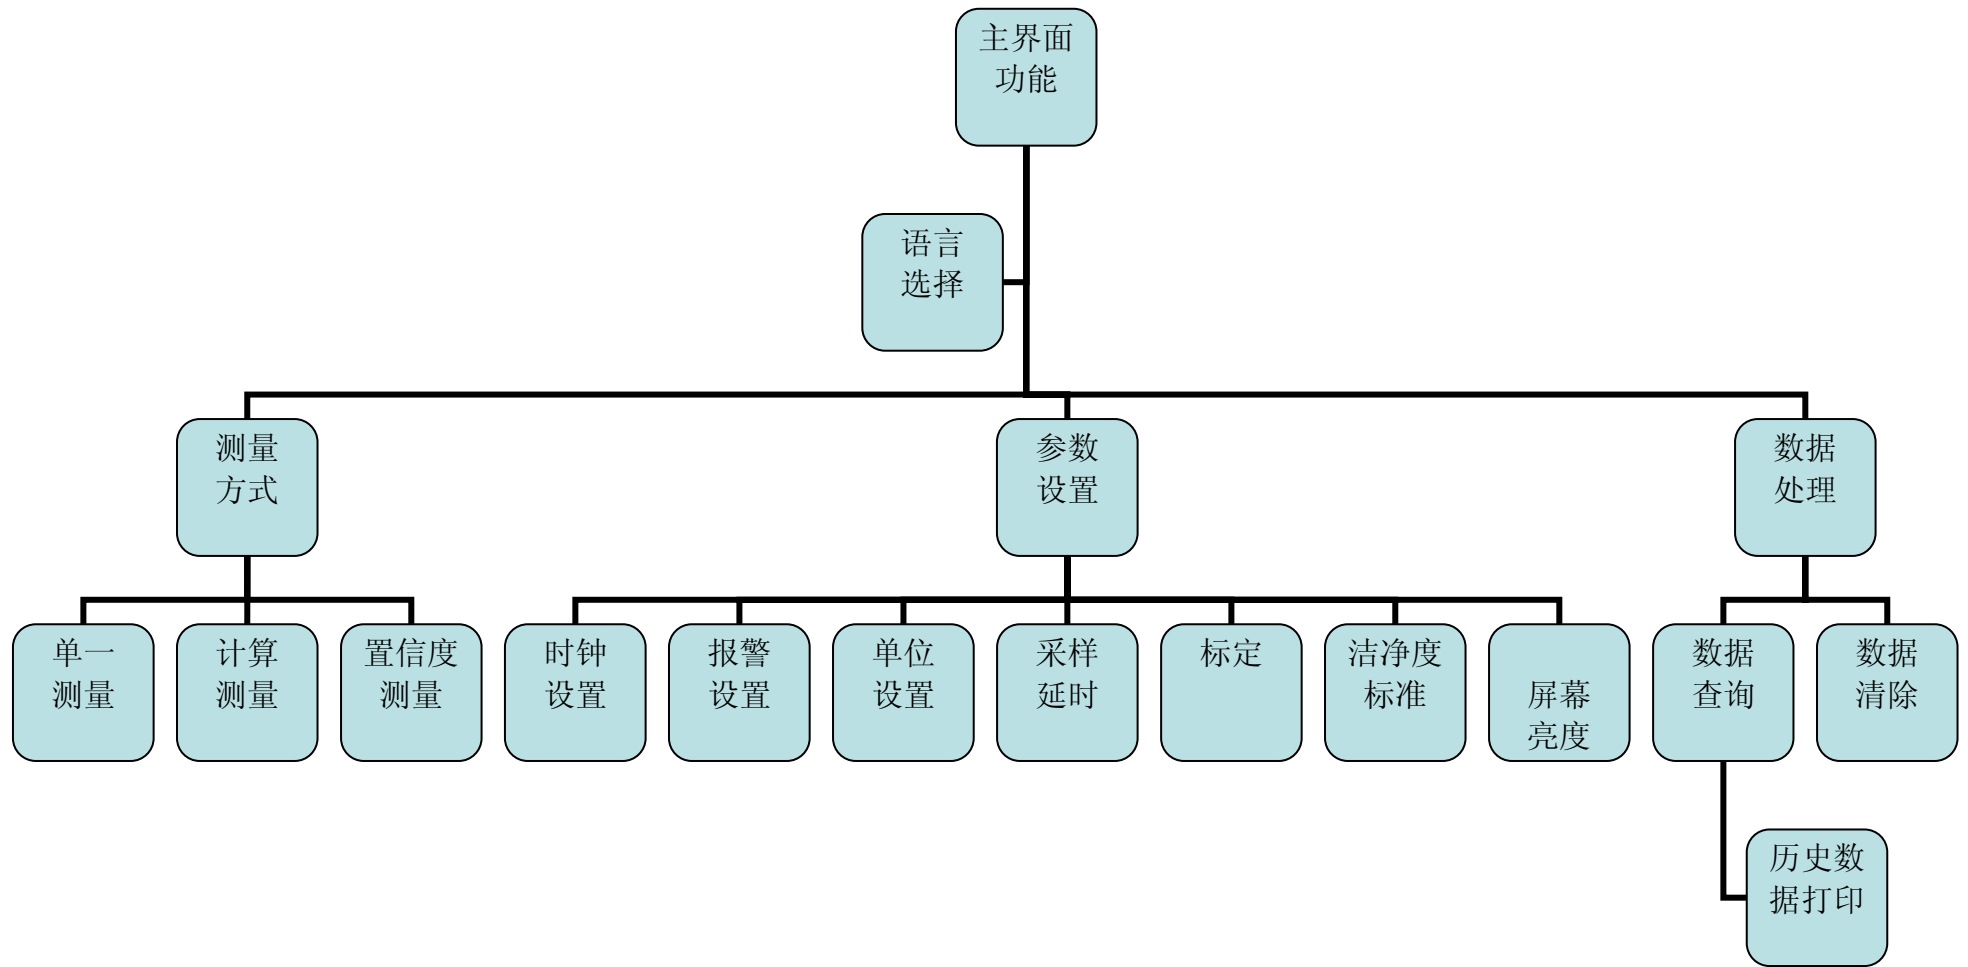 主界面
功能
语言
选择
测量
方式
参数
设置
数据
处理
单一
测量
计算
测量
置信度
测量
时钟
设置
报警
设置
单位
设置
采样
延时
标定
洁净度
标准
屏幕
亮度
数据
查询
数据
清除
历史数
据打印